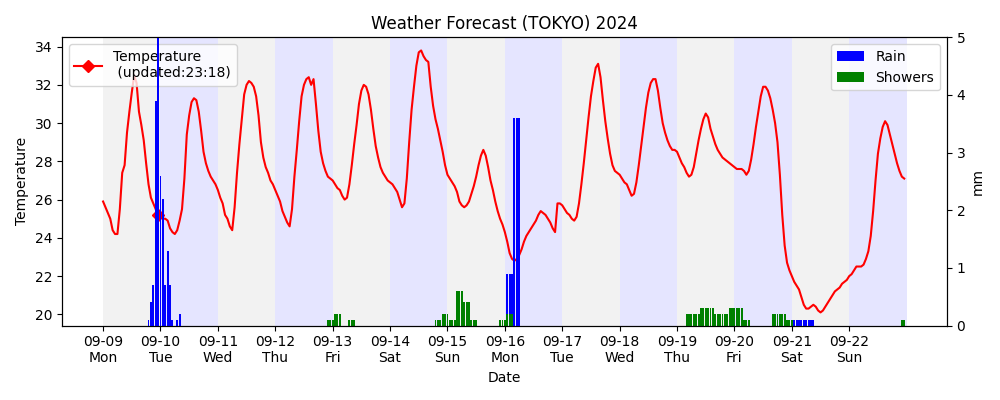 Weather Forecast (TOKYO) 2024
Temperature
(updated:23:18)
Rain
Showers
Temperature
34
32
30
28
26
24
22
20
5
4
3
2
1
0
mm
09-09 09-10 09-11 09-12 09-13 09-14 09-15 09-16 09-17 09-18 09-19 09-20 09-21 09-22
Mon Tue Wed Thu Fri Sat Sun Mon Tue Wed Thu Fri Sat Sun
Date